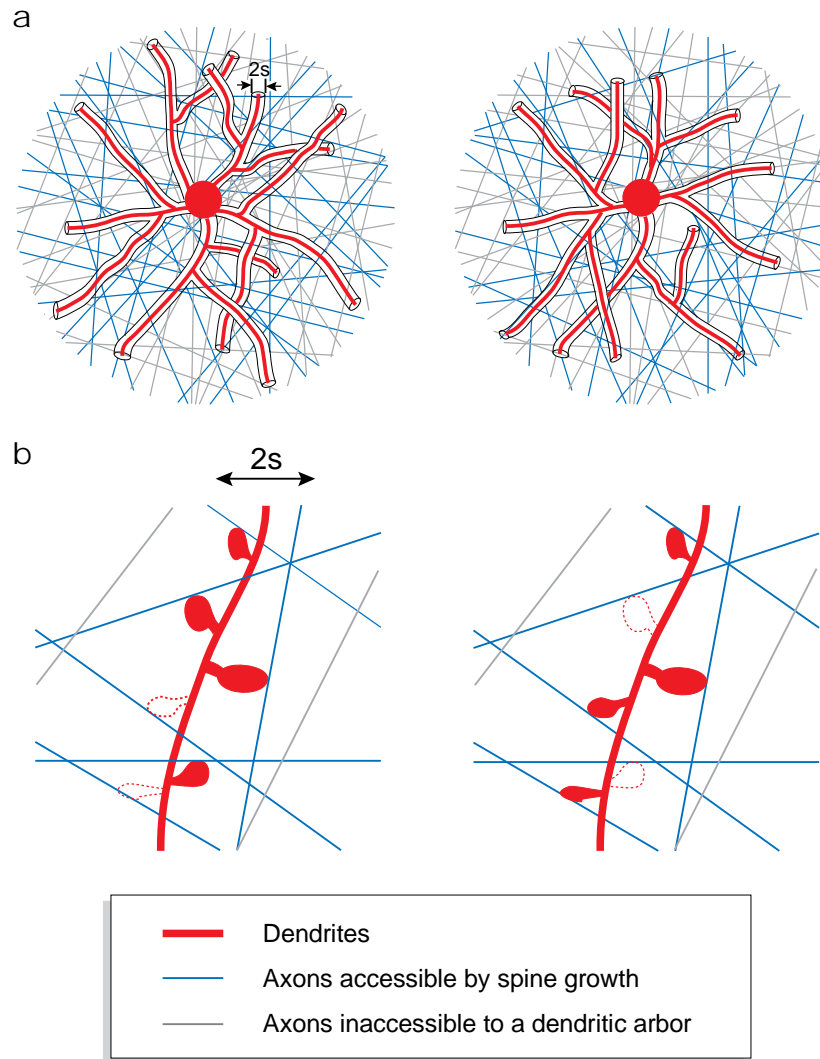 a
2s
b
2s
Dendrites
Axons accessible by spine growth
Axons inaccessible to a dendritic arbor